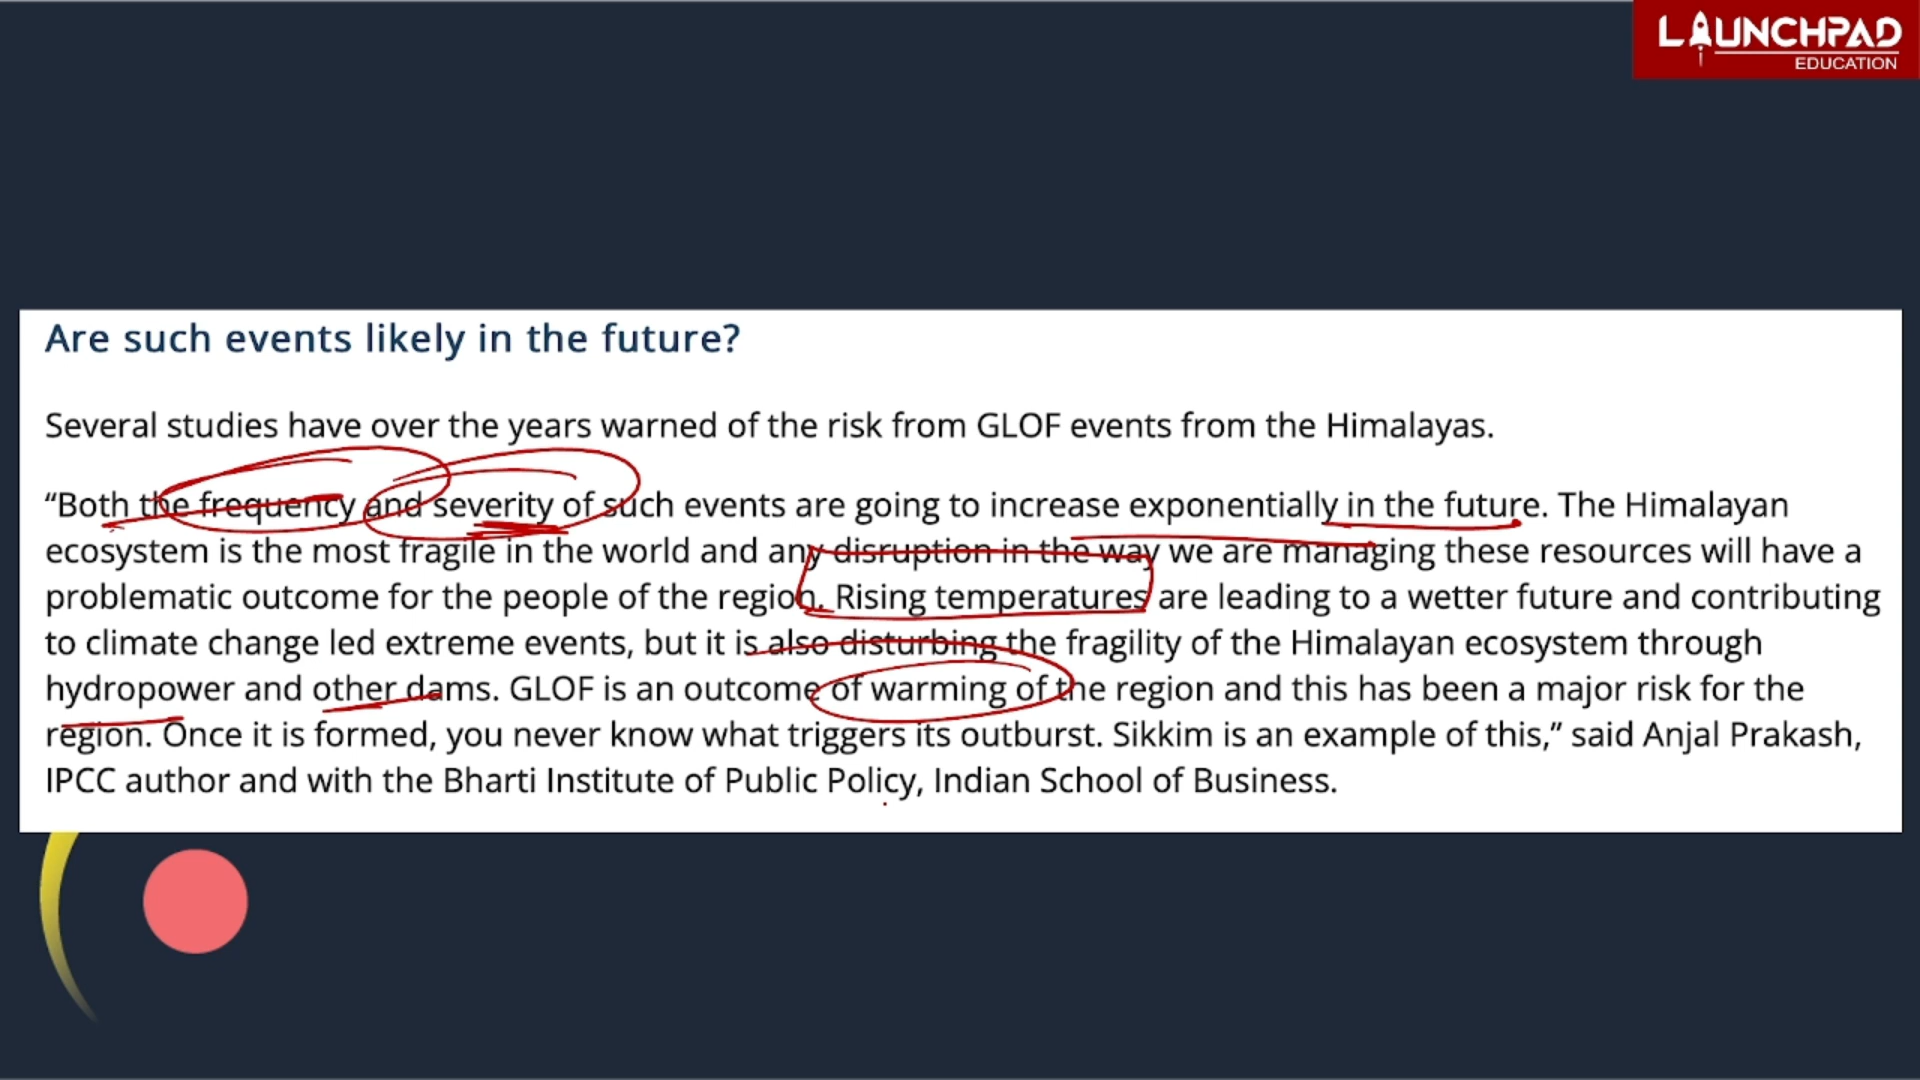 LAUNCHPAD
EDUCATION
Are such events likely in the future?
Several studies have over the years warned of the risk from GLOF events from the Himalayas.
“Both the frequency and severity of such events are going to increase exponentially in the future. The Himalayan
ecosystem is the most fragile in the world and any disruption in the way we are managing these resources will have a
problematic outcome for the people of the region. Rising temperatures are leading to a wetter future and contributing
to climate change led extreme events, but it is also disturbing the fragility of the Himalayan ecosystem through
hydropower and other dams. GLOF is an outcome of warming of the region and this has been a major risk for the
region. Once it is formed, you never know what triggers its outburst. Sikkim is an example of this,” said Anjal Prakash,
IPCC author and with the Bharti Institute of Public Policy, Indian School of Business.